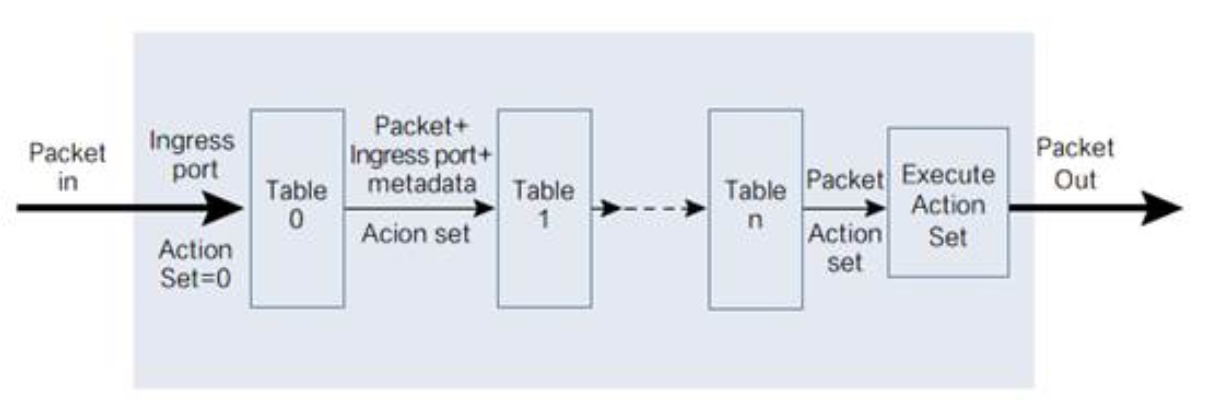 Packet
in
Ingress
port
Action
Set=0
Table
0
Packet+
Ingress port+
metadata
Acion set
Table
1
Table
n
Packet
Action
set
Execute
Action
Set
Packet
Out